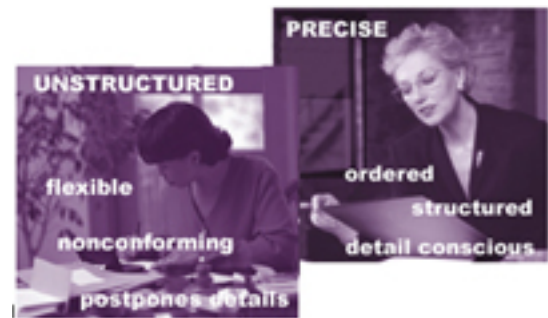 UNSTRUCTURED
flexible
nonconforming
postpones details
PRECISE
ordered
structured
detail conscious